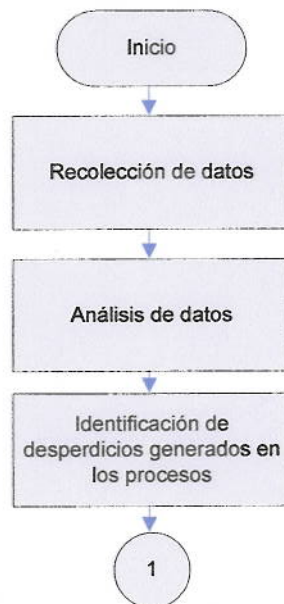 Inicio
Recolección de datos
Análisis de datos
Identificación de
desperdicios generados en
los procesos
1